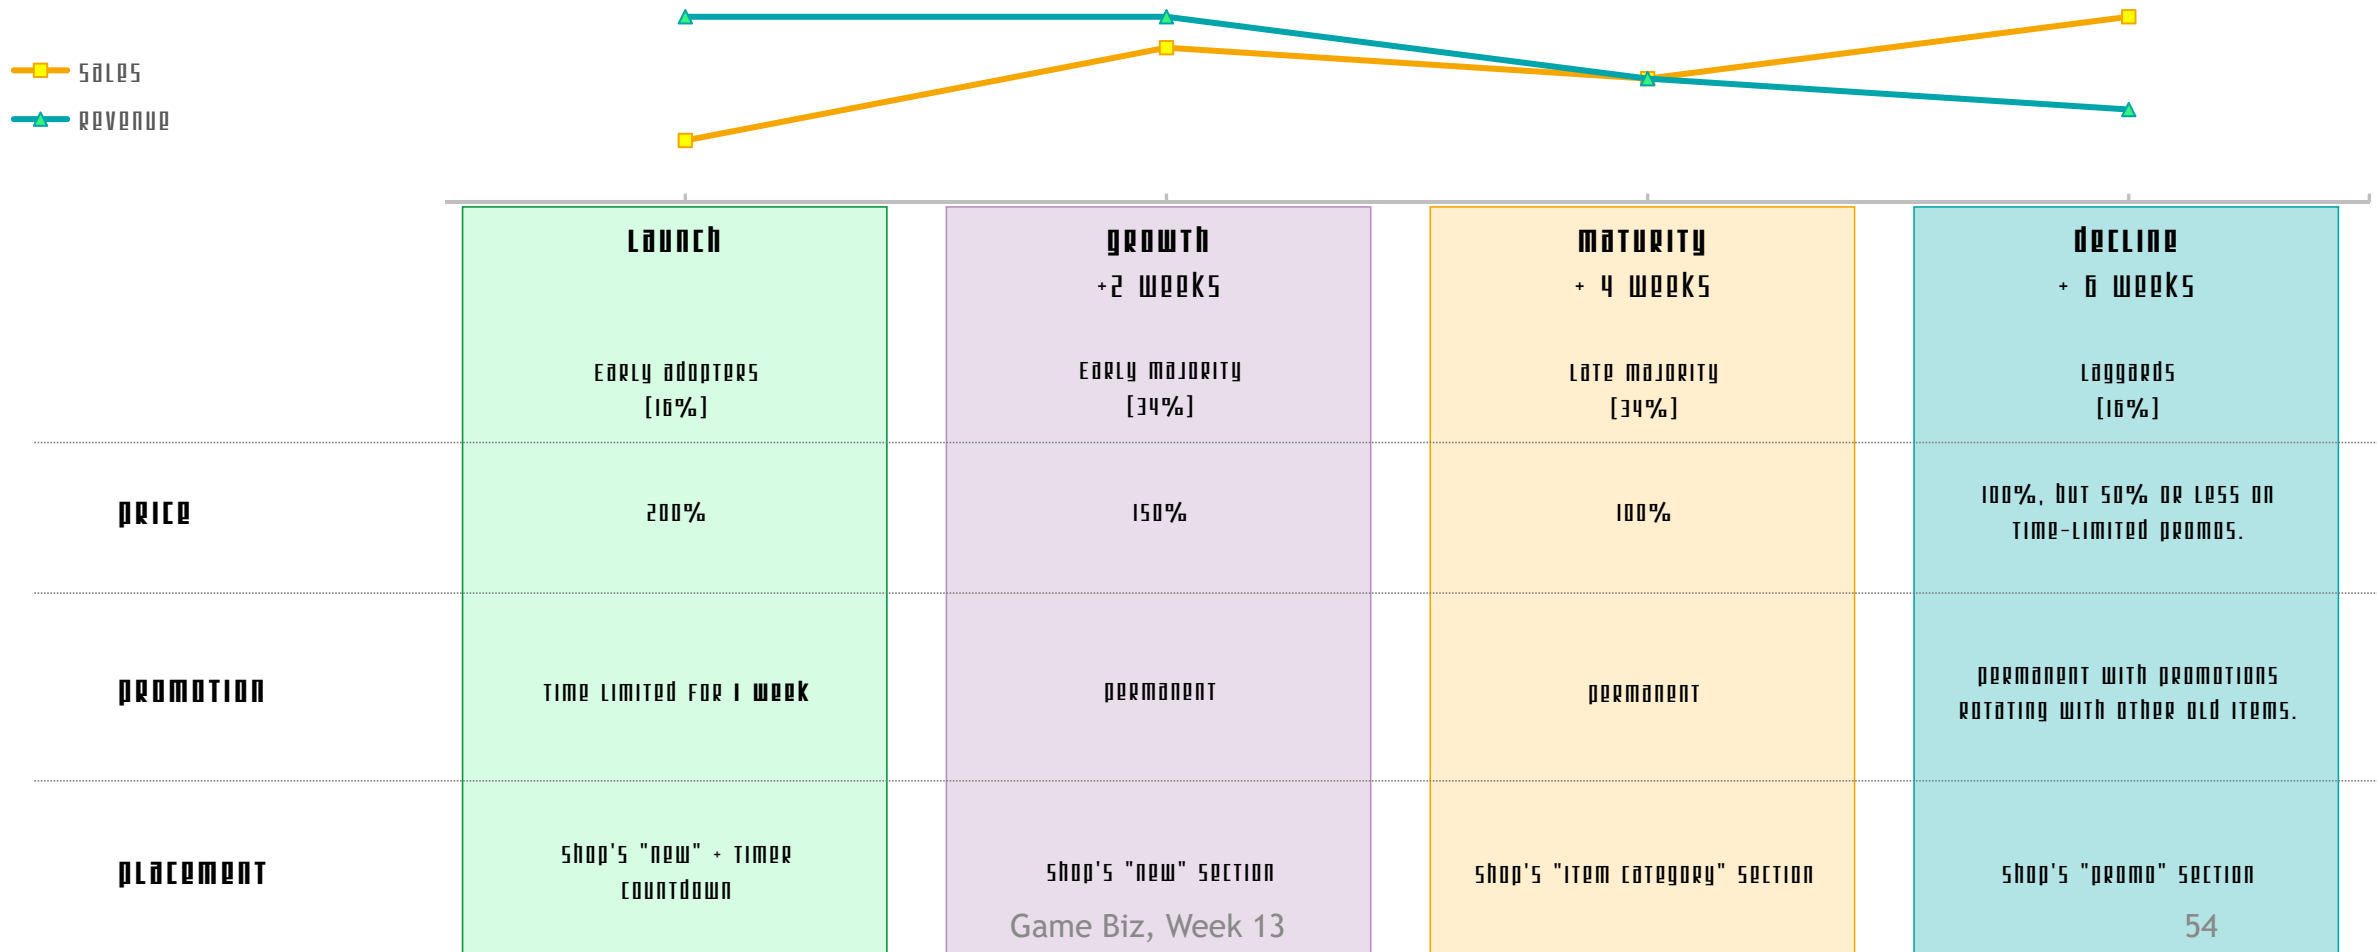 Sales
Revenue
Launch
Growth
+2 weeks
Maturity
+ 4 weeks
Decline
+ 6 weeks
Early adopters
[16%]
Early majority
[34%]
Late majority
[34%]
Laggards
[16%]
Price
200%
150%
100%
100%, but 50% or less on
time-limited promos.
Promotion
Time limited for 1 week
Permanent
Permanent
Permanent with promotions
rotating with other old items.
Placement
Shop's "new" + timer
countdown
Shop's "new" section
Shop's "item category" section
Shop's "promo" section
Game Biz, Week 13
54